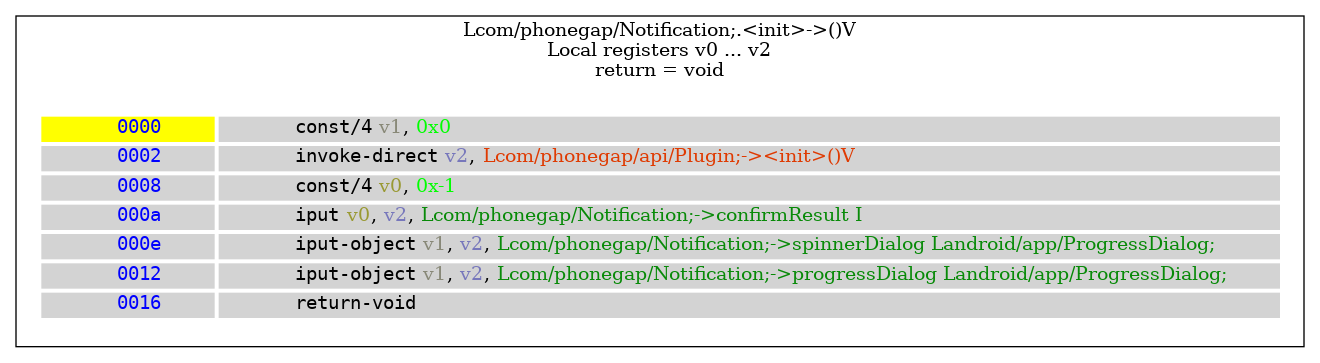 Lcom/phonegap/Notification;.<init>->()V
Local registers v0 ... v2
return = void
0000 const/4 v1, 0x0
0002 invoke-direct v2, Lcom/phonegap/api/Plugin;-><init>()V
0008 const/4 v0, 0x-1
000a iput v0, v2, Lcom/phonegap/Notification;->confirmResult I
000e iput-object v1, v2, Lcom/phonegap/Notification;->spinnerDialog Landroid/app/ProgressDialog;
0012 iput-object v1, v2, Lcom/phonegap/Notification;->progressDialog Landroid/app/ProgressDialog;
0016 return-void